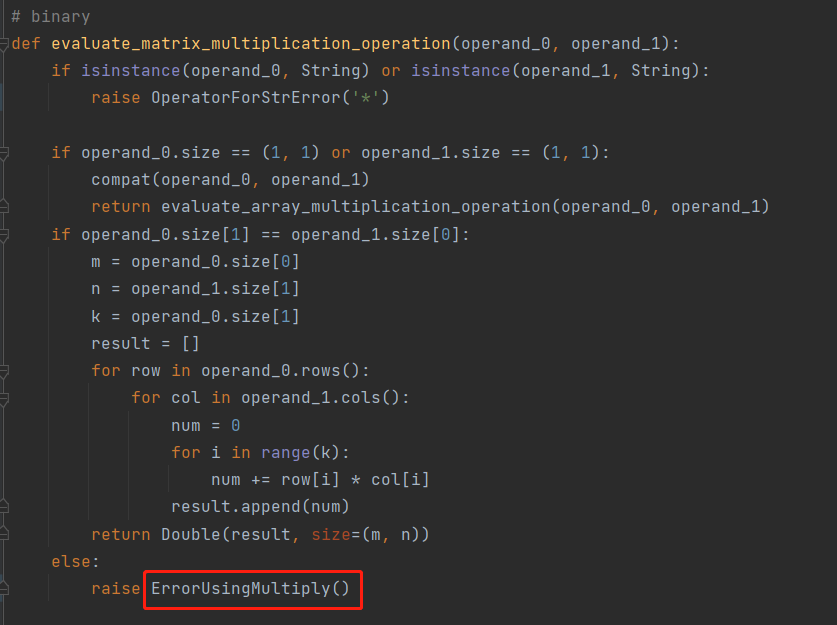 # binary
def evaluate_matrix_multiplication_operation(operand_0, operand_1):
    if isinstance(operand_0, String) or isinstance(operand_1, String):
        raise OperatorForStrError('*')

    if operand_0.size == (1, 1) or operand_1.size == (1, 1):
        compat(operand_0, operand_1)
        return evaluate_array_multiplication_operation(operand_0, operand_1)
    if operand_0.size[1] == operand_1.size[0]:
        m = operand_0.size[0]
        n = operand_1.size[1]
        k = operand_0.size[1]
        result = []
        for row in operand_0.rows():
            for col in operand_1.cols():
                num = 0
                for i in range(k):
                    num += row[i] * col[i]
                result.append(num)
        return Double(result, size=(m, n))
    else:
        raise ErrorUsingMultiply()